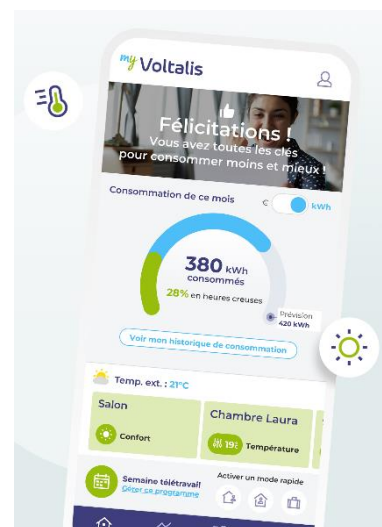 my Voltalis
Félicitations !
Vous avez toutes les clés
pour consommer moins et mieux !
Consommation de ce mois
€ kWh
380 kWh
consommés
28% en heures creuses
Prévision
420 kWh
Voir mon historique de consommation
Temp. ext. : 21°C
Salon
Confort
Chambre Laura
Température
Semaine télétravail
Gérer ce programme
Activer un mode rapide